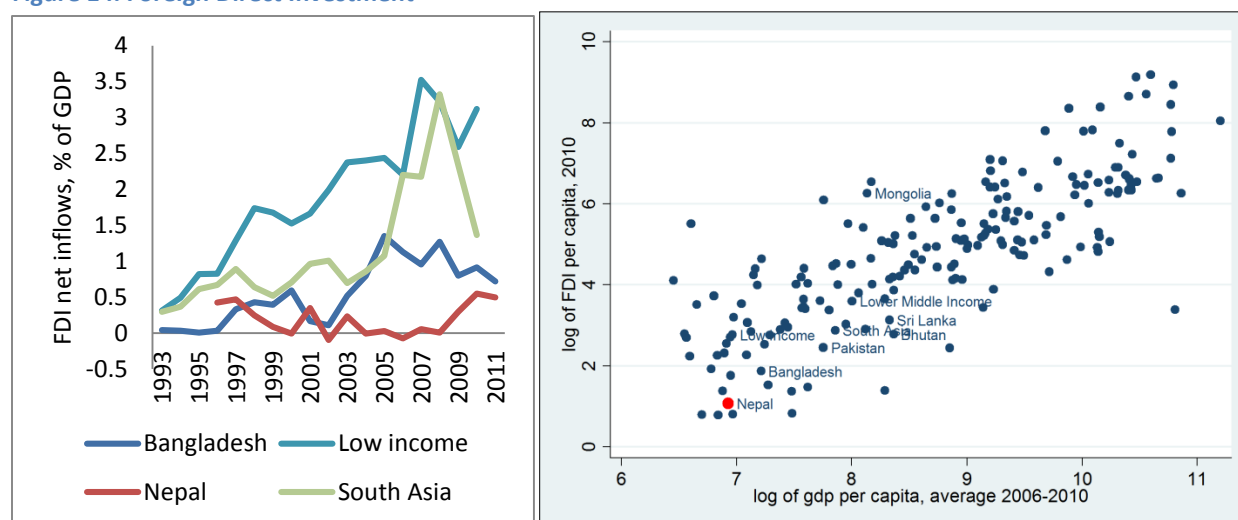 Figure Foreign Direct Investment
FDI net inflows, % of GDP
4
3.5
3
2.5
2
1.5
1
0.5
0
-0.5
1993
1995
1997
1999
2001
2003
2005
2007
2009
2011
Bangladesh
Low income
Nepal
South Asia
log of FDI per capita, 2010
10
8
6
4
2
0
Mongolia
Lower Middle Income
Sri Lanka
South Asia
Bhutan
Low Income
Pakistan
Bangladesh
Nepal
6
7
8
9
10
11
log of gdp per capita, average 2006-2010